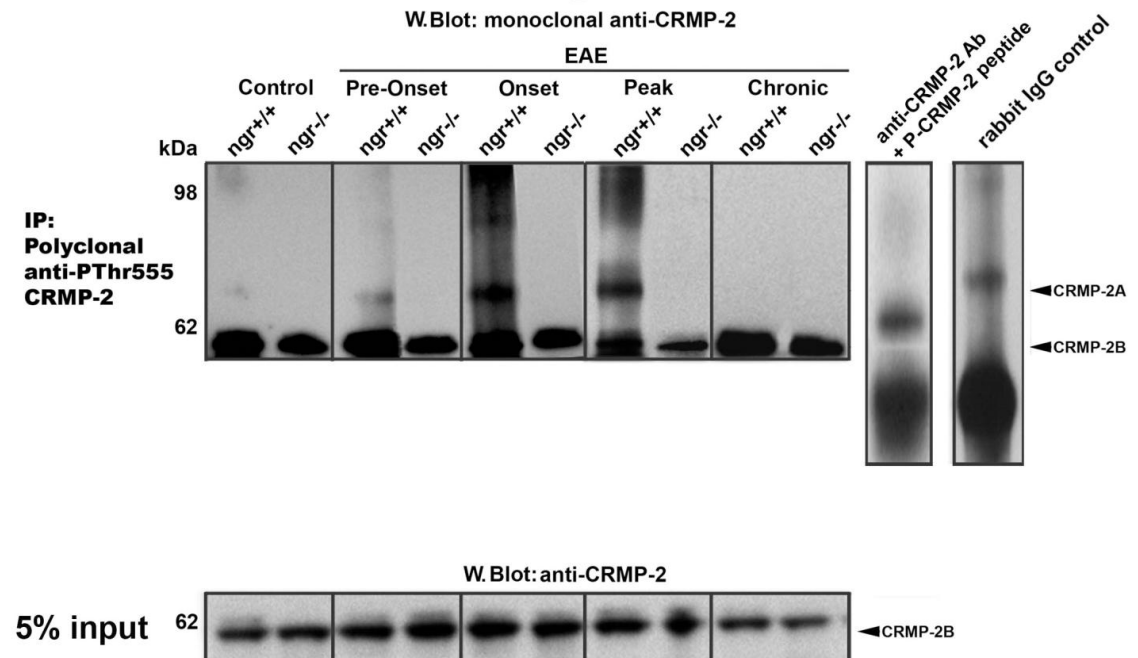 W.Blot: monoclonal anti-CRMP-2
EAE
Control Pre-Onset Onset Peak Chronic
ngr+/+ ngr-/- ngr+/+ ngr-/- ngr+/+ ngr-/- ngr+/+ ngr-/- ngr+/+ ngr-/-
anti-CRMP-2 Ab
+ P-CRMP-2 peptide
rabbit IgG control
kDa
98
62
IP:
Polyclonal
anti-PThr555
CRMP-2
CRMP-2A
CRMP-2B
W.Blot: anti-CRMP-2
5% input
62
CRMP-2B